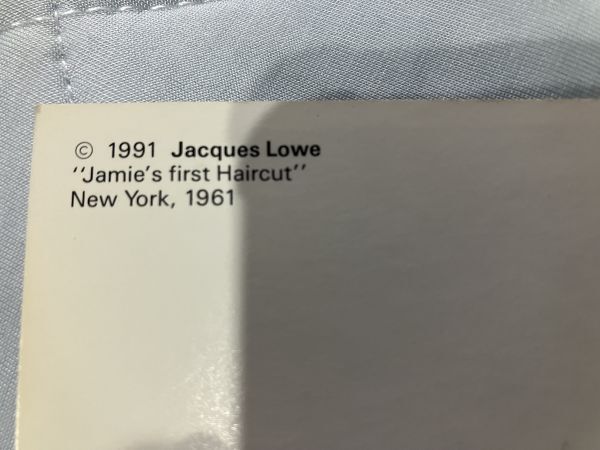 © 1991 Jacques Lowe
''Jamie's first Haircut''
New York, 1961